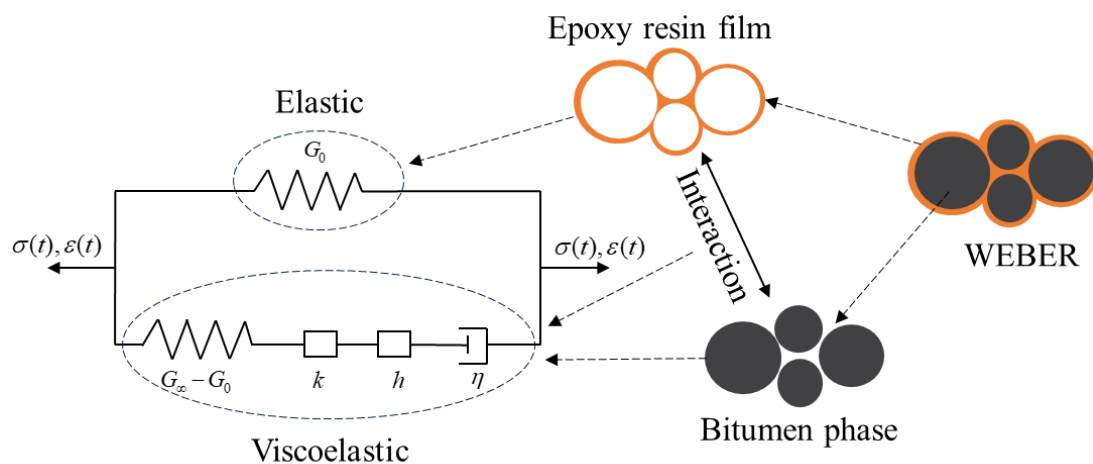 Epoxy resin film
Elastic
G₀
σ(t), ε(t)
σ(t), ε(t)
Interaction
WEBER
G∞ – G₀
k
h
η
Bitumen phase
Viscoelastic